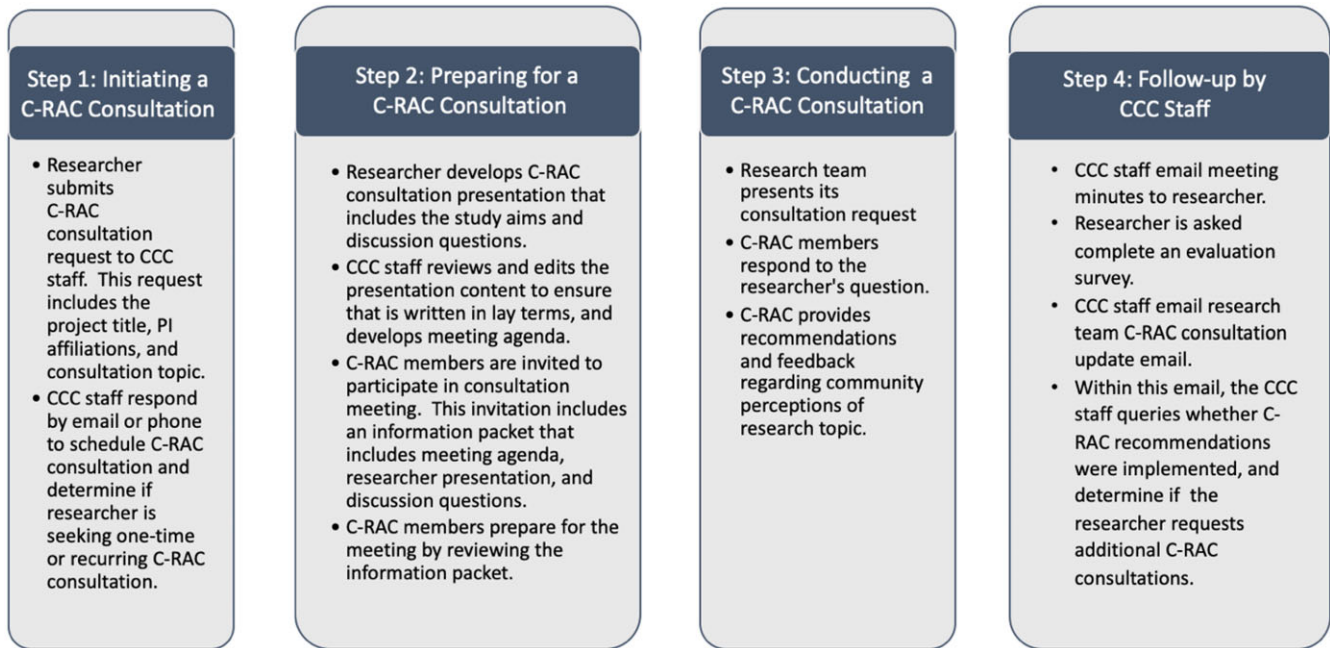 Step 1: Initiating a
C-RAC Consultation
• Researcher
submits
C-RAC
consultation
request to CCC
staff. This request
includes the
project title, PI
affiliations, and
consultation topic.
• CCC staff respond
by email or phone
to schedule C-RAC
consultation and
determine if
researcher is
seeking one-time
or recurring C-RAC
consultation.
Step 2: Preparing for a
C-RAC Consultation
• Researcher develops C-RAC
consultation presentation that
includes the study aims and
discussion questions.
• CCC staff reviews and edits the
presentation content to ensure
that is written in lay terms, and
develops meeting agenda.
• C-RAC members are invited to
participate in consultation
meeting. This invitation includes
an information packet that
includes meeting agenda,
researcher presentation, and
discussion questions.
• C-RAC members prepare for the
meeting by reviewing the
information packet.
Step 3: Conducting a
C-RAC Consultation
• Research team
presents its
consultation request
• C-RAC members
respond to the
researcher's question.
• C-RAC provides
recommendations
and feedback
regarding community
perceptions of
research topic.
Step 4: Follow-up by
CCC Staff
• CCC staff email meeting
minutes to researcher.
• Researcher is asked
complete an evaluation
survey.
• CCC staff email research
team C-RAC consultation
update email.
• Within this email, the CCC
staff queries whether C-
RAC recommendations
were implemented, and
determine if the
researcher requests
additional C-RAC
consultations.